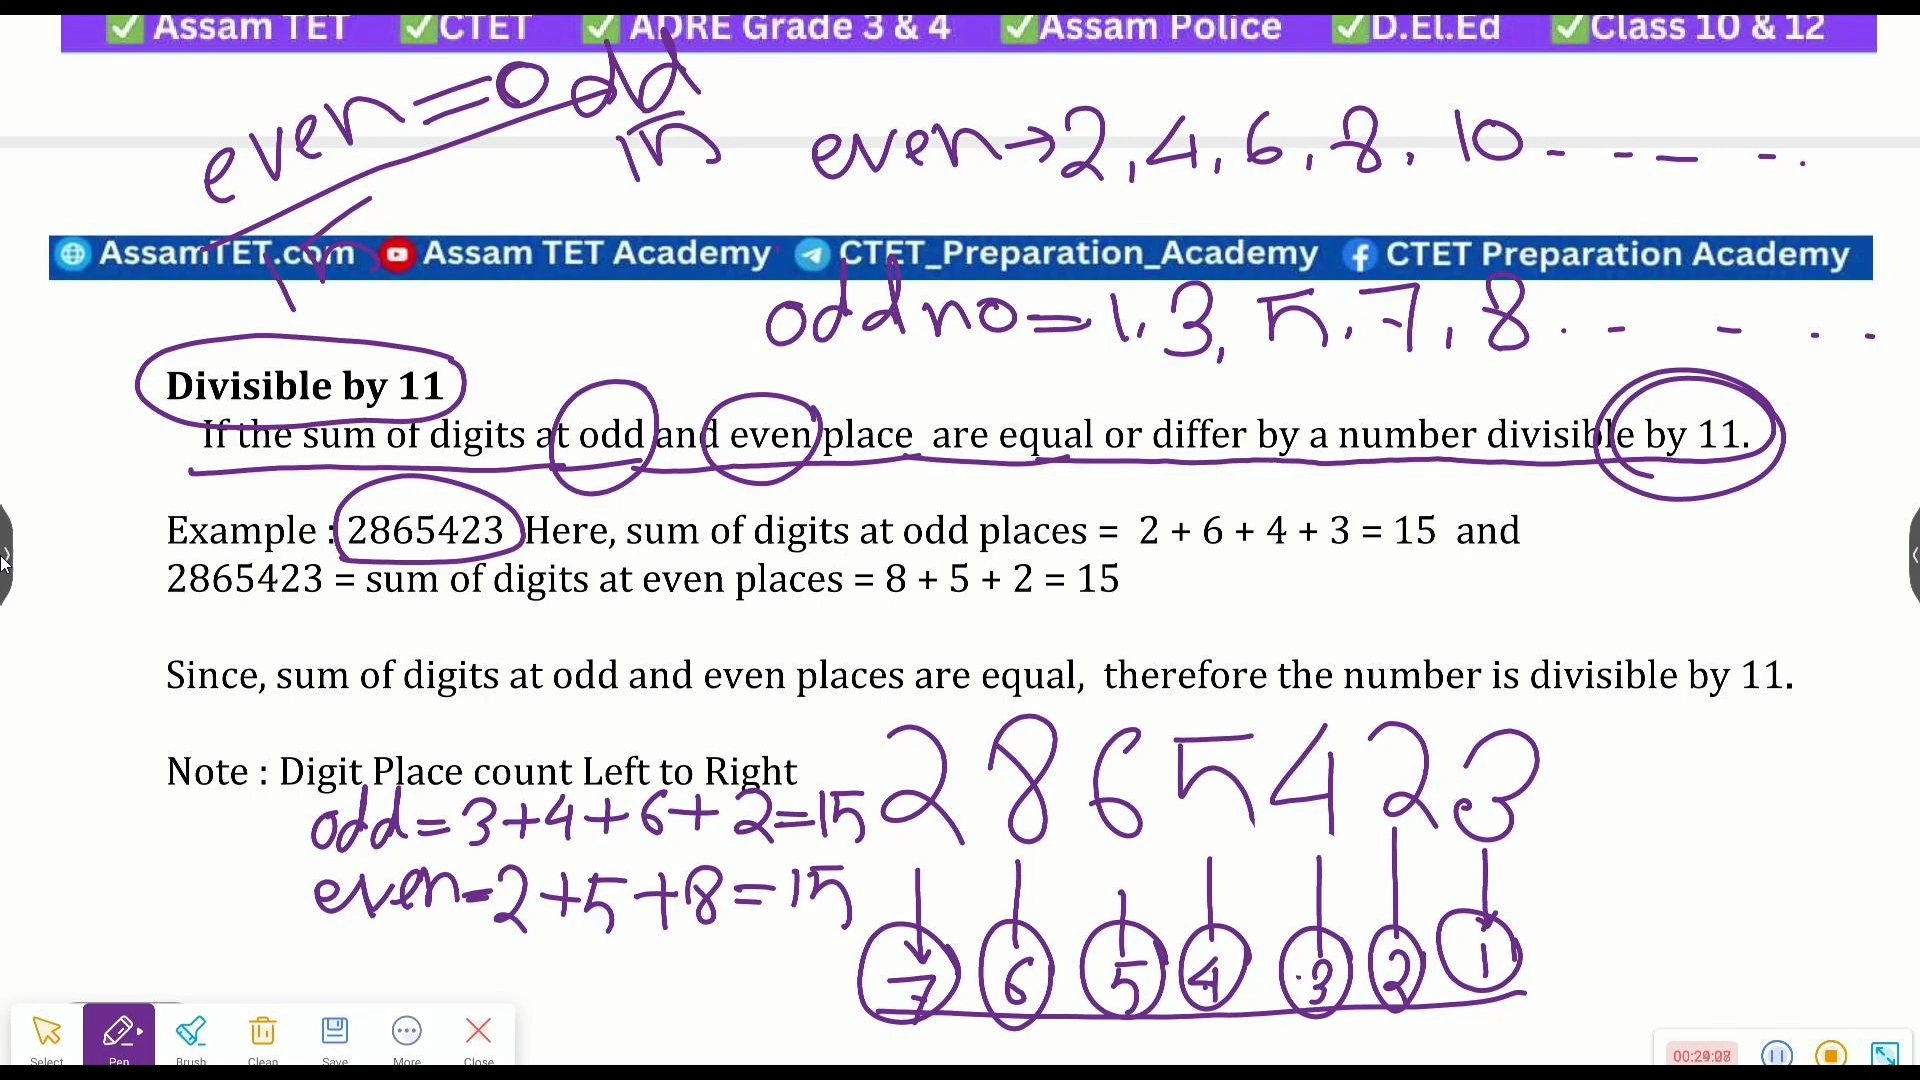 ✅ Assam TET ✅CTET ✅ ADRE Grade 3 & 4 ✅Assam Police ✅D.El.Ed ✅Class 10 & 12
even=odd
in
even→2,4,6,8,10-----.
AssamTET.com Assam TET Academy CTET_Preparation_Academy CTET Preparation Academy
odd no=1,3,5,7,8.----
Divisible by 11
If the sum of digits at odd and even place are equal or differ by a number divisible by 11.
Example : 2865423 Here, sum of digits at odd places = 2 + 6 + 4 + 3 = 15 and
2865423 = sum of digits at even places = 8 + 5 + 2 = 15
Since, sum of digits at odd and even places are equal, therefore the number is divisible by 11.
Note : Digit Place count Left to Right
2865423
odd=3+4+6+2=15
even=2+5+8=15
7 6 5 4 3 2 1
Select Pen Brush Clean Save More Close